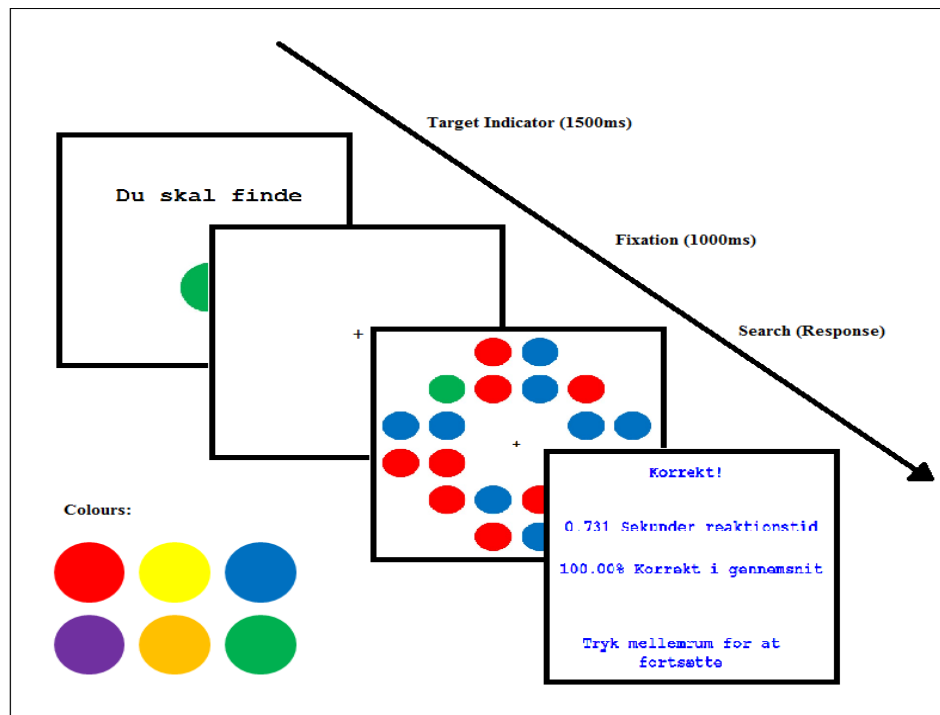 Target Indicator (1500ms)
Du skal finde
Fixation (1000ms)
+
Search (Response)
+
Korrekt!
0.731 Sekunder reaktionstid
100.00% Korrekt i gennemsnit
Tryk mellemrum for at
fortsætte
Colours: